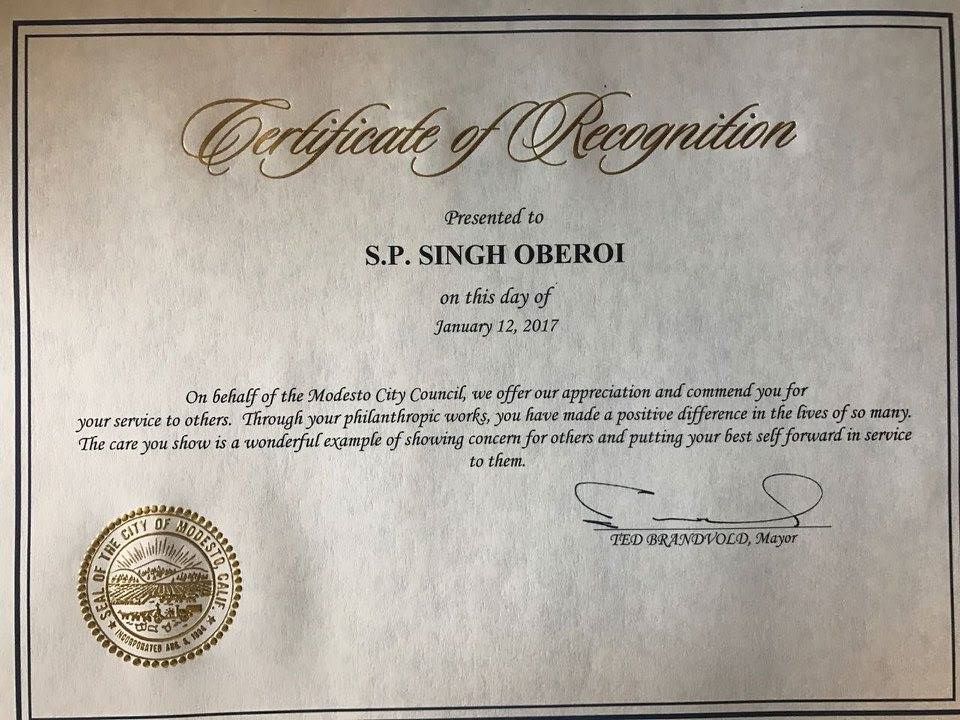 Certificate of Recognition
Presented to
S.P. SINGH OBEROI
on this day of
January 12, 2017
On behalf of the Modesto City Council, we offer our appreciation and commend you for
your service to others. Through your philanthropic works, you have made a positive difference in the lives of so many.
The care you show is a wonderful example of showing concern for others and putting your best self forward in service
to them.
TED BRANDVOLD, Mayor
SEAL OF THE CITY OF MODESTO, CALIF.
INCORPORATED AUG. 6, 1884